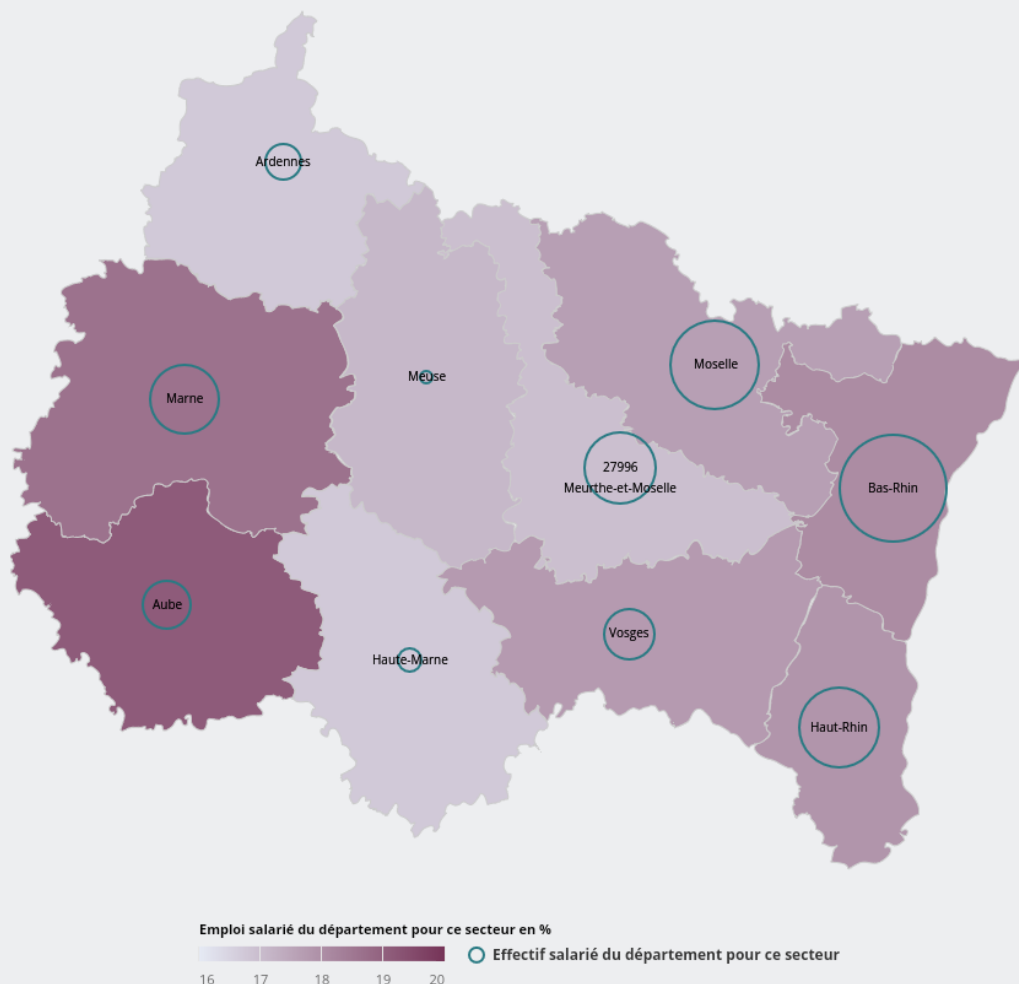 Ardennes
Moselle
Meuse
Marne
27996
Meurthe-et-Moselle
Bas-Rhin
Aube
Vosges
Haute-Marne
Haut-Rhin
Emploi salarié du département pour ce secteur en %
Effectif salarié du département pour ce secteur
16 17 18 19 20